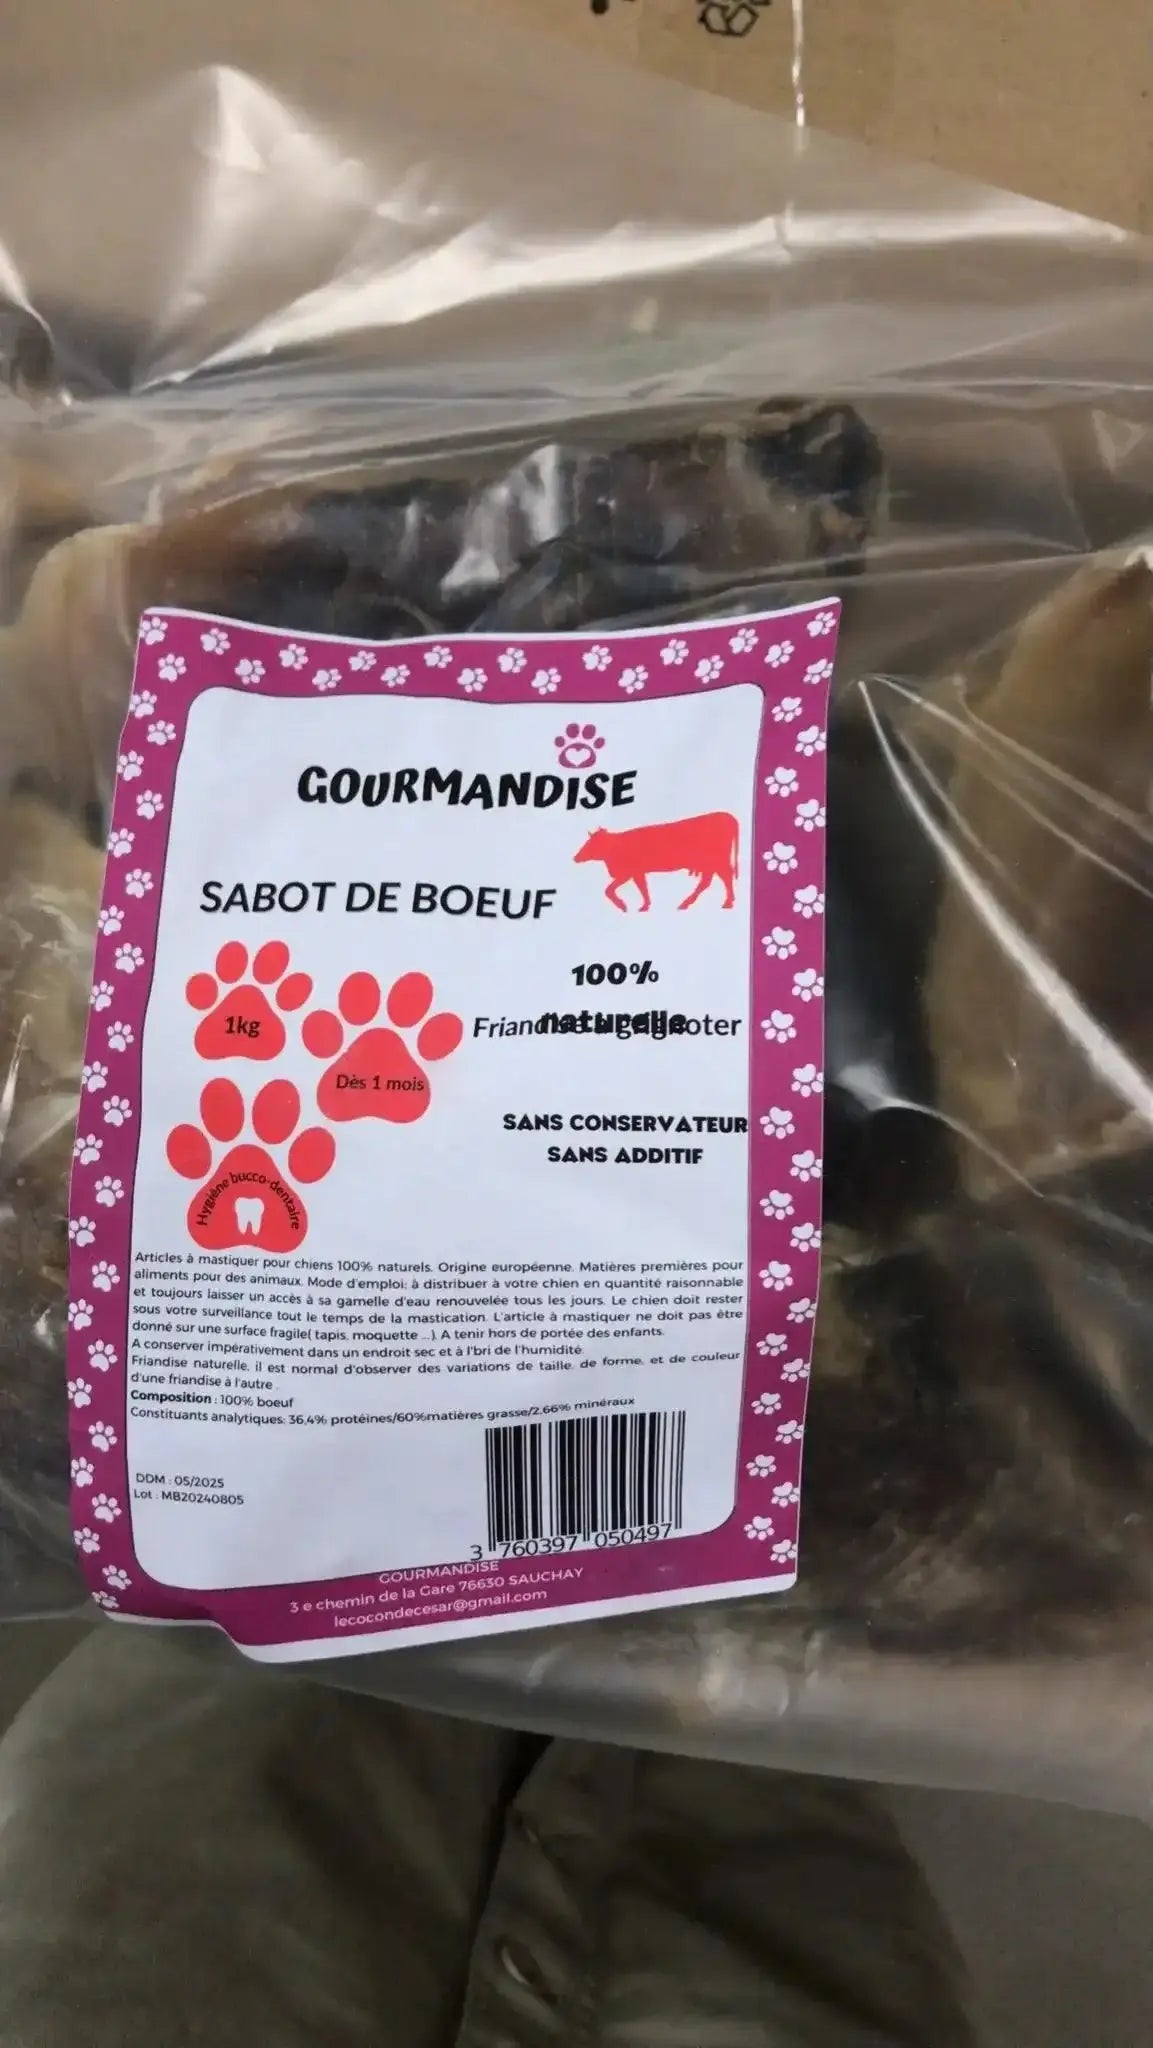 GOURMANDISE
SABOT DE BOEUF
100%
naturelle
Friandise à grignoter
1kg
Dès 1 mois
SANS CONSERVATEUR
SANS ADDITIF
Hygiène bucco-dentaire
Articles à mastiquer pour chiens 100% naturels. Origine européenne. Matières premières pour
aliments pour des animaux. Mode d'emploi: à distribuer à votre chien en quantité raisonnable
et toujours laisser un accès à sa gamelle d'eau renouvelée tous les jours. Le chien doit rester
sous votre surveillance tout le temps de la mastication. L'article à mastiquer ne doit pas être
donné sur une surface fragile( tapis, moquette ...). A tenir hors de portée des enfants.
A conserver impérativement dans un endroit sec et à l'bri de l'humidité.
Friandise naturelle, il est normal d'observer des variations de taille, de forme, et de couleur
d'une friandise à l'autre .
Composition : 100% boeuf
Constituants analytiques: 36,4% protéines/60%matières grasse/2.66% minéraux
DDM : 05/2025
Lot : MB20240805
3 760397 050497
GOURMANDISE
3 e chemin de la Gare 76630 SAUCHAY
lecocondecesar@gmail.com